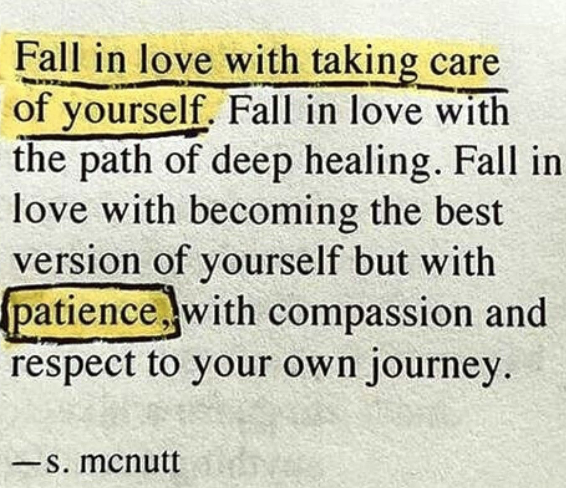 Fall in love with taking care
of yourself. Fall in love with
the path of deep healing. Fall in
love with becoming the best
version of yourself but with
patience, with compassion and
respect to your own journey.
—s. mcnutt